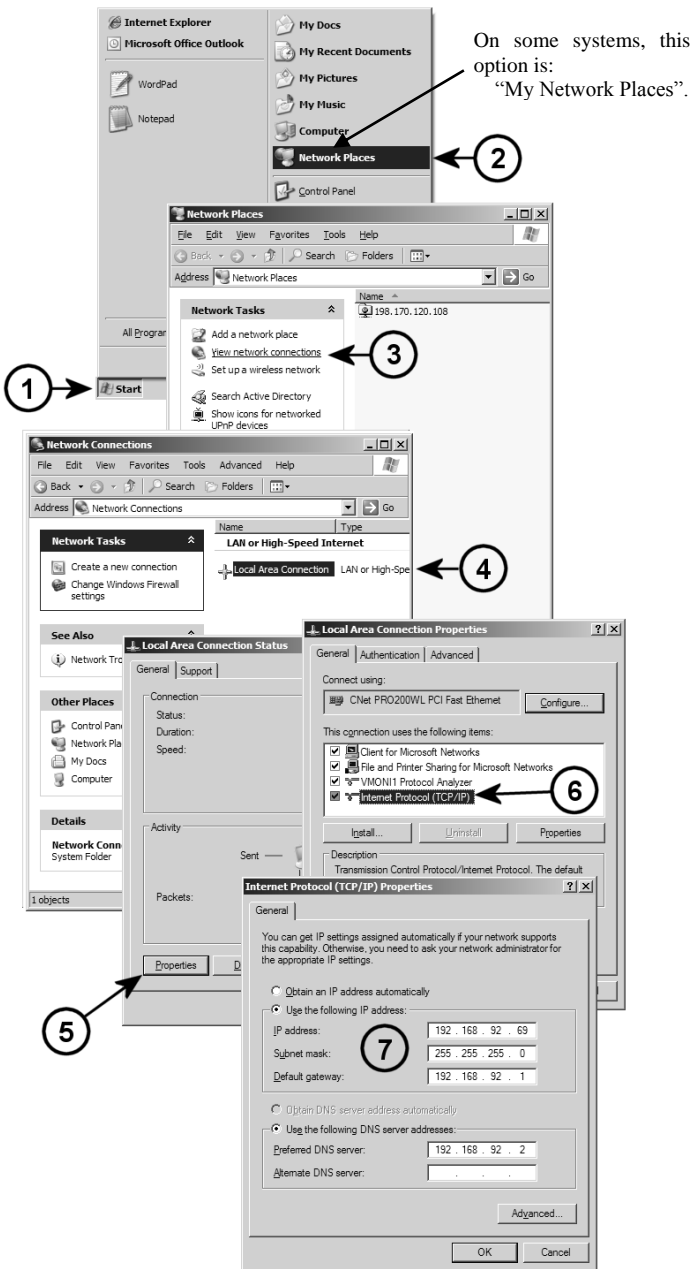 Internet Explorer
Microsoft Office Outlook
WordPad
Notepad
My Docs
My Recent Documents
My Pictures
My Music
Computer
Network Places
Control Panel
On some systems, this
option is:
“My Network Places”.
2
All
1
Start
Network Places
File Edit View Favorites Tools Help
Back Search Folders
Address Network Places Go
Network Tasks
Add a network place
View network connections
Set up a wireless network
Search Active Directory
Show icons for networked
UPnP devices
Name
198.170.120.108
3
Network Connections
File Edit View Favorites Tools Advanced Help
Back Search Folders
Address Network Connections Go
Network Tasks
Create a new connection
Change Windows Firewall
settings
See Also
Network
Other Places
Control
Network
My Docs
Computer
Details
Network
System Folder
1 objects
Name Type
LAN or High-Speed Internet
Local Area Connection LAN or High-Spe
4
Local Area Connection Status
General Support
Connection
Status:
Duration:
Speed:
Activity
Sent
Packets:
Properties D
5
Local Area Connection Properties
General Authentication Advanced
Connect using:
CNet PRO200WL PCI Fast Ethernet Configure...
This connection uses the following items:
Client for Microsoft Networks
File and Printer Sharing for Microsoft Networks
VMONI1 Protocol Analyzer
Internet Protocol (TCP/IP)
6
Install... Uninstall Properties
Description
Transmission Control Protocol/Internet Protocol. The default
Internet Protocol (TCP/IP) Properties
General
You can get IP settings assigned automatically if your network supports
this capability. Otherwise, you need to ask your network administrator for
the appropriate IP settings.
Obtain an IP address automatically
Use the following IP address:
IP address: 192 . 168 . 92 . 69
Subnet mask: 255 . 255 . 255 . 0
Default gateway: 192 . 168 . 92 . 1
7
Obtain DNS server address automatically
Use the following DNS server addresses:
Preferred DNS server: 192 . 168 . 92 . 2
Alternate DNS server: . . .
Advanced...
OK Cancel